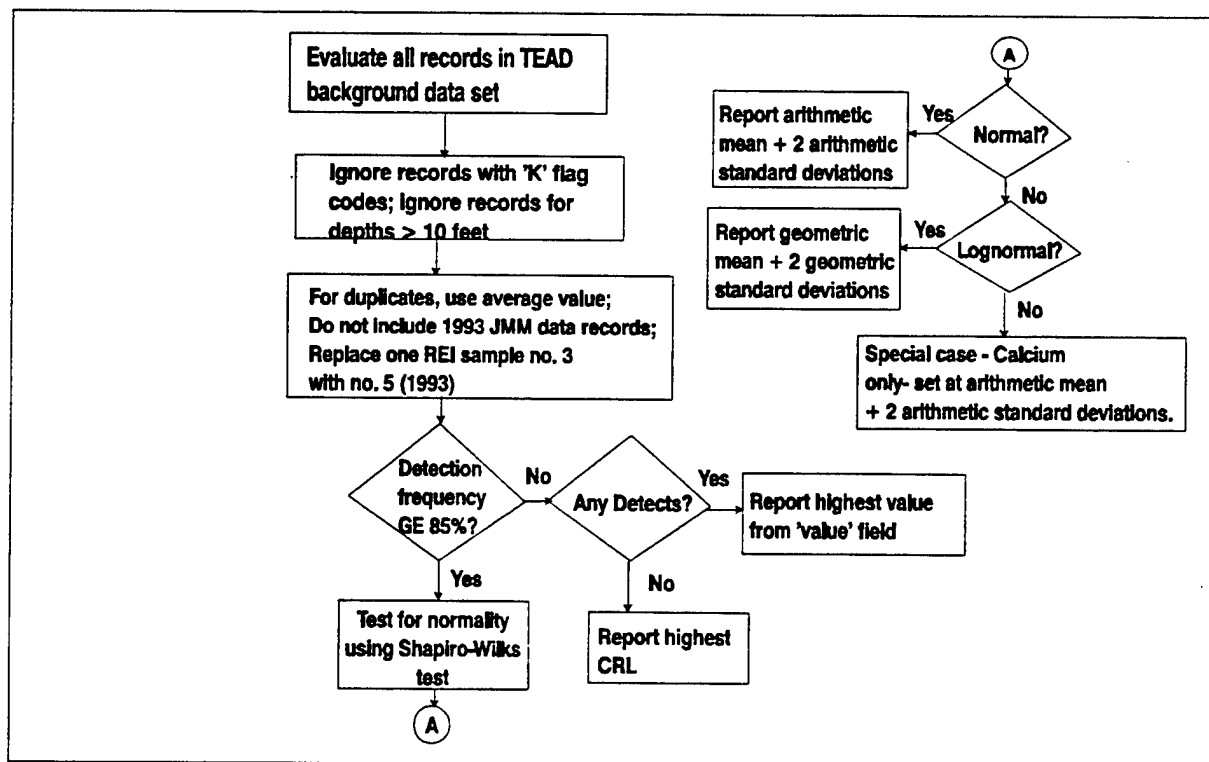 Evaluate all records in TEAD
background data set
Ignore records with 'K' flag
codes; Ignore records for
depths > 10 feet
For duplicates, use average value;
Do not include 1993 JMM data records;
Replace one REI sample no. 3
with no. 5 (1993)
Detection
frequency
GE 85%?
No
Any Detects?
Yes
Report highest value
from 'value' field
Yes
No
Test for normality
using Shapiro-Wilks
test
Report highest
CRL
A
A
Normal?
Yes
Report arithmetic
mean + 2 arithmetic
standard deviations
No
Lognormal?
Yes
Report geometric
mean + 2 geometric
standard deviations
No
Special case - Calcium
only- set at arithmetic mean
+ 2 arithmetic standard deviations.